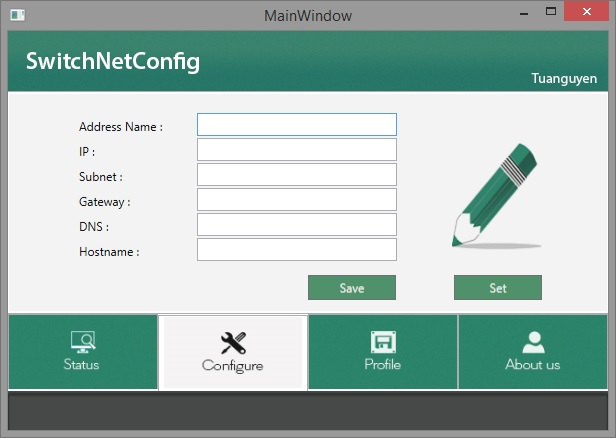 MainWindow
SwitchNetConfig
Tuanguyen
Address Name :
IP :
Subnet :
Gateway :
DNS :
Hostname :
Save Set
Status Configure Profile About us